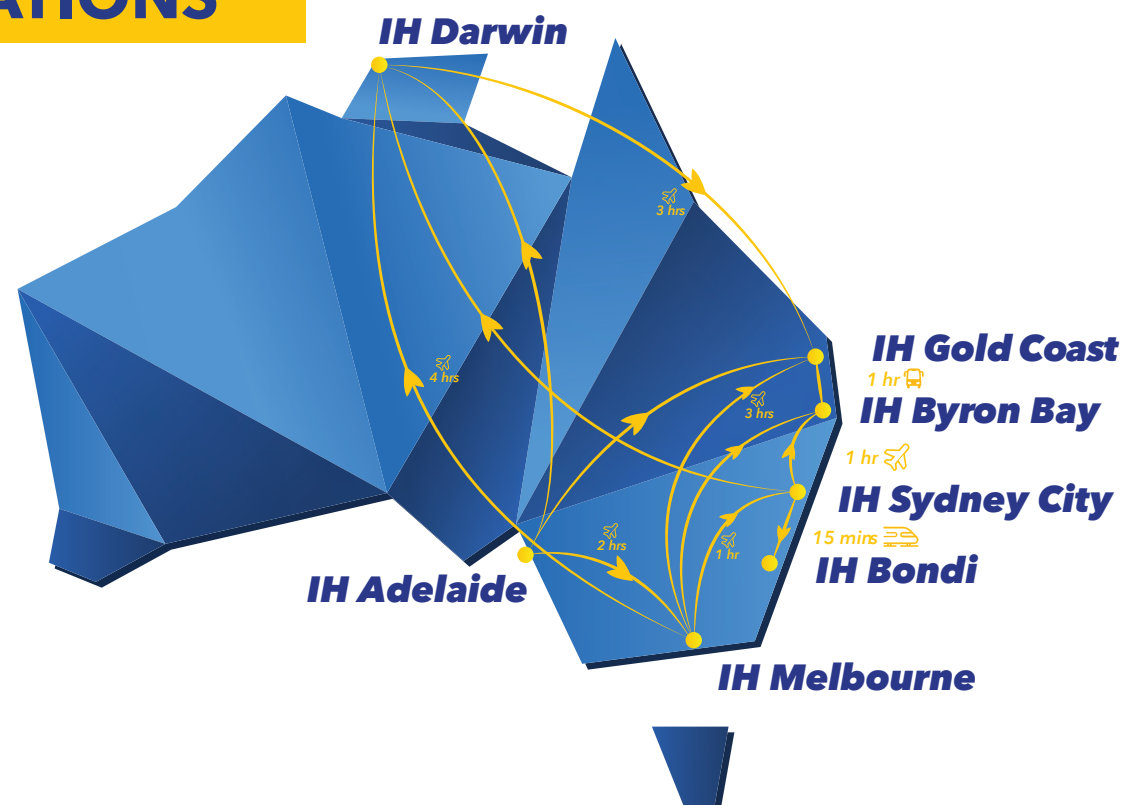 ATIONS
IH Darwin
3 hrs
IH Gold Coast
1 hr
4 hrs
3 hrs
IH Byron Bay
1 hr
IH Sydney City
15 mins
2 hrs
1 hr
IH Bondi
IH Adelaide
IH Melbourne